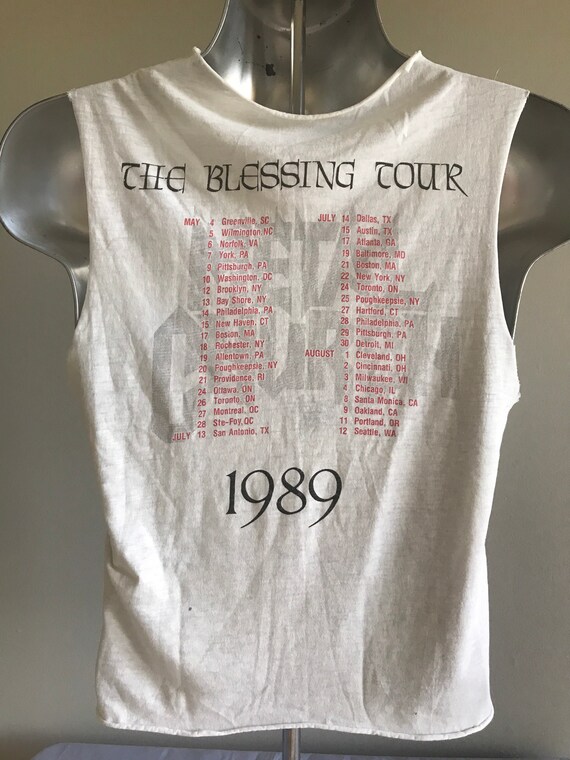 THE BLESSING TOUR
MAY 4 Greenville, SC
5 Wilmington, NC
6 Norfolk, VA
7 York, PA
9 Pittsburgh, PA
10 Washington, DC
12 Brooklyn, NY
13 Bay Shore, NY
14 Philadelphia, PA
15 New Haven, CT
17 Boston, MA
18 Rochester, NY
19 Allentown, PA
20 Poughkeepsie, NY
21 Providence, RI
24 Ottawa, ON
26 Toronto, ON
27 Montreal, QC
28 Ste-Foy, QC
JULY 13 San Antonio, TX
JULY 14 Dallas, TX
15 Austin, TX
17 Atlanta, GA
19 Baltimore, MD
21 Boston, MA
22 New York, NY
24 Toronto, ON
25 Poughkeepsie, NY
27 Hartford, CT
28 Philadelphia, PA
29 Pittsburgh, PA
30 Detroit, MI
AUGUST 1 Cleveland, OH
2 Cincinnati, OH
3 Milwaukee, WI
4 Chicago, IL
8 Santa Monica, CA
9 Oakland, CA
11 Portland, OR
12 Seattle, WA
1989